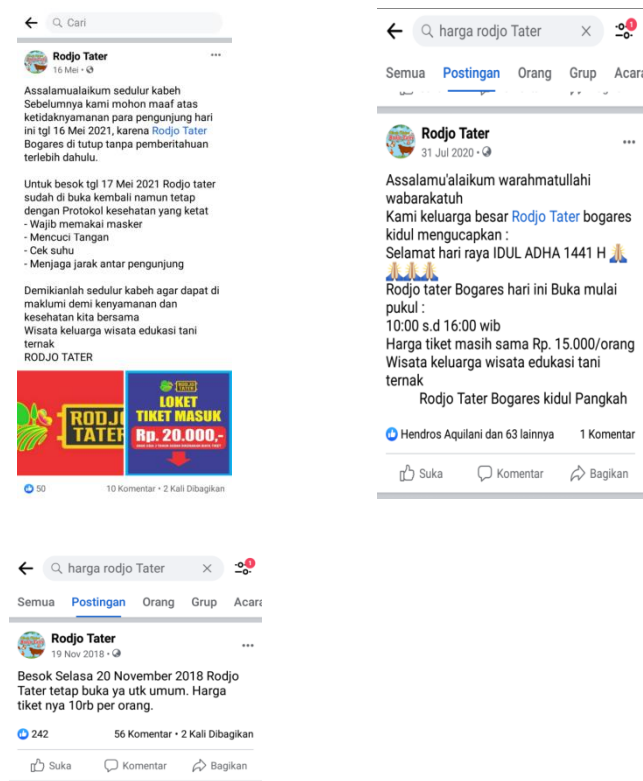 Cari
Rodjo Tater
16 Mei
Assalamualaikum sedulur kabeh
Sebelumnya kami mohon maaf atas
ketidaknyamanan para pengunjung hari
ini tgl 16 Mei 2021, karena Rodjo Tater
Bogares di tutup tanpa pemberitahuan
terlebih dahulu.
Untuk besok tgl 17 Mei 2021 Rodjo tater
sudah di buka kembali namun tetap
dengan Protokol kesehatan yang ketat
- Wajib memakai masker
- Mencuci Tangan
- Cek suhu
- Menjaga jarak antar pengunjung
Demikianlah sedulur kabeh agar dapat di
maklumi demi kenyamanan dan
kesehatan kita bersama
Wisata keluarga wisata edukasi tani
ternak
RODJO TATER
RODJ
TATER
LOKET
TIKET MASUK
Rp. 20.000,-
50
10 Komentar • 2 Kali Dibagikan
harga rodjo Tater
1
Semua Postingan Orang Grup Acara
Rodjo Tater
31 Jul 2020
Assalamu'alaikum warahmatullahi
wabarakatuh
Kami keluarga besar Rodjo Tater bogares
kidul mengucapkan :
Selamat hari raya IDUL ADHA 1441 H 🙏
🙏🙏🙏
Rodjo tater Bogares hari ini Buka mulai
pukul :
10:00 s.d 16:00 wib
Harga tiket masih sama Rp. 15.000/orang
Wisata keluarga wisata edukasi tani
ternak
Rodjo Tater Bogares kidul Pangkah
Hendros Aquilani dan 63 lainnya 1 Komentar
Suka Komentar Bagikan
harga rodjo Tater
1
Semua Postingan Orang Grup Acara
Rodjo Tater
19 Nov 2018
Besok Selasa 20 November 2018 Rodjo
Tater tetap buka ya utk umum. Harga
tiket nya 10rb per orang.
242
56 Komentar • 2 Kali Dibagikan
Suka Komentar Bagikan